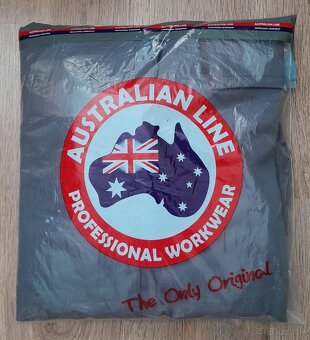 AUSTRALIAN LINE
PROFESSIONAL WORKWEAR
The Only Original